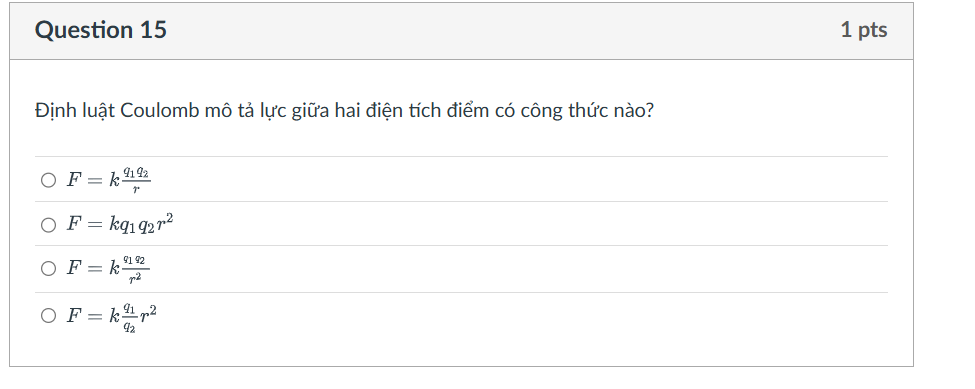 Question 15
1 pts
Định luật Coulomb mô tả lực giữa hai điện tích điểm có công thức nào?
$F = k\frac{q_1 q_2}{r}$
$F = kq_1 q_2 r^2$
$F = k\frac{q_1 q_2}{r^2}$
$F = k\frac{q_1}{q_2} r^2$